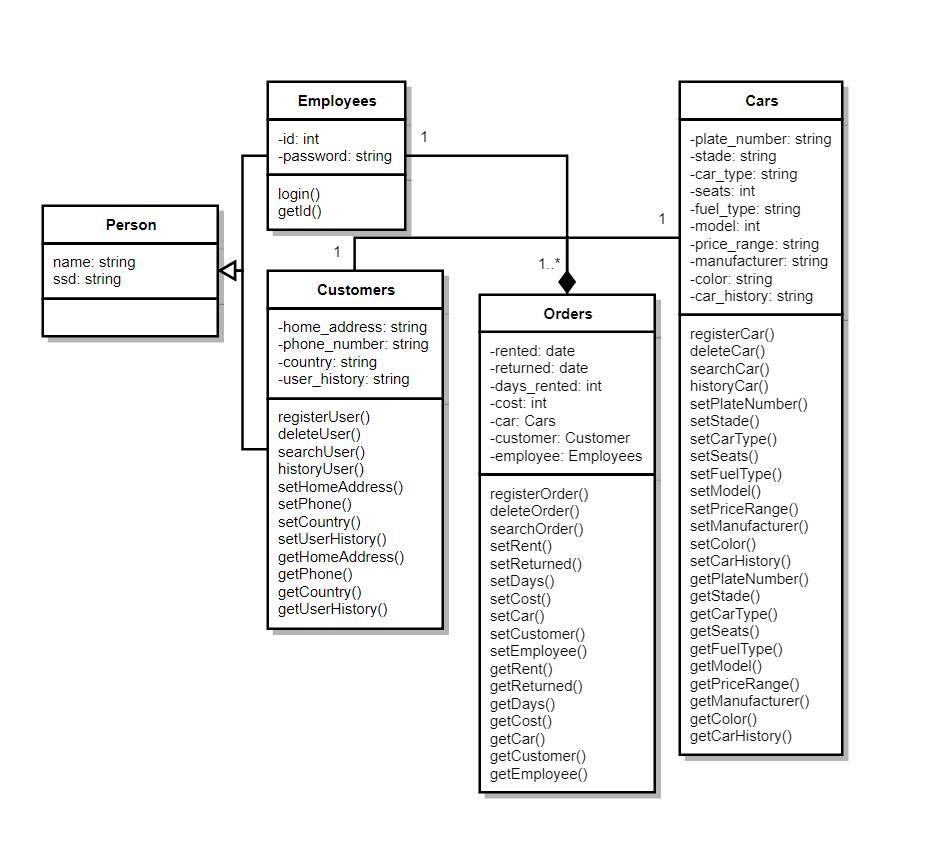 Employees
-id: int
-password: string
login()
getId()
1
Person
name: string
ssd: string
1
1
1..*
Customers
-home_address: string
-phone_number: string
-country: string
-user_history: string
registerUser()
deleteUser()
searchUser()
historyUser()
setHomeAddress()
setPhone()
setCountry()
setUserHistory()
getHomeAddress()
getPhone()
getCountry()
getUserHistory()
Orders
-rented: date
-returned: date
-days_rented: int
-cost: int
-car: Cars
-customer: Customer
-employee: Employees
registerOrder()
deleteOrder()
searchOrder()
setRent()
setReturned()
setDays()
setCost()
setCar()
setCustomer()
setEmployee()
getRent()
getReturned()
getDays()
getCost()
getCar()
getCustomer()
getEmployee()
Cars
-plate_number: string
-stade: string
-car_type: string
-seats: int
-fuel_type: string
-model: int
-price_range: string
-manufacturer: string
-color: string
-car_history: string
registerCar()
deleteCar()
searchCar()
historyCar()
setPlateNumber()
setStade()
setCarType()
setSeats()
setFuelType()
setModel()
setPriceRange()
setManufacturer()
setColor()
setCarHistory()
getPlateNumber()
getStade()
getCarType()
getSeats()
getFuelType()
getModel()
getPriceRange()
getManufacturer()
getColor()
getCarHistory()